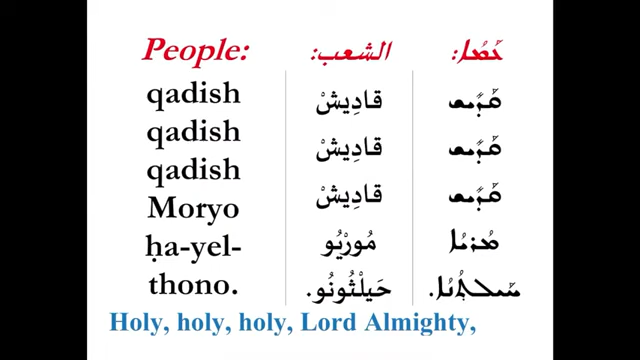 People:
qadish
qadish
qadish
Moryo
ḥa-yel-
thono.
الشعب:
قادِيشْ
قادِيشْ
قادِيشْ
مُورْيُو
حَيلْثُونُو.
ܥܰܡܳܐ:
ܩܰܕܺܝܫ
ܩܰܕܺܝܫ
ܩܰܕܺܝܫ
ܡܳܪܝܳܐ
ܚܰܝܠܬ݂ܳܢܳܐ.
Holy, holy, holy, Lord Almighty,